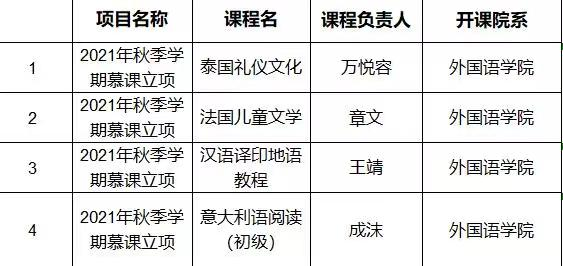 项目名称 课程名 课程负责人 开课院系
1 2021年秋季学期慕课立项 泰国礼仪文化 万悦容 外国语学院
2 2021年秋季学期慕课立项 法国儿童文学 章文 外国语学院
3 2021年秋季学期慕课立项 汉语译印地语教程 王靖 外国语学院
4 2021年秋季学期慕课立项 意大利语阅读（初级） 成沫 外国语学院